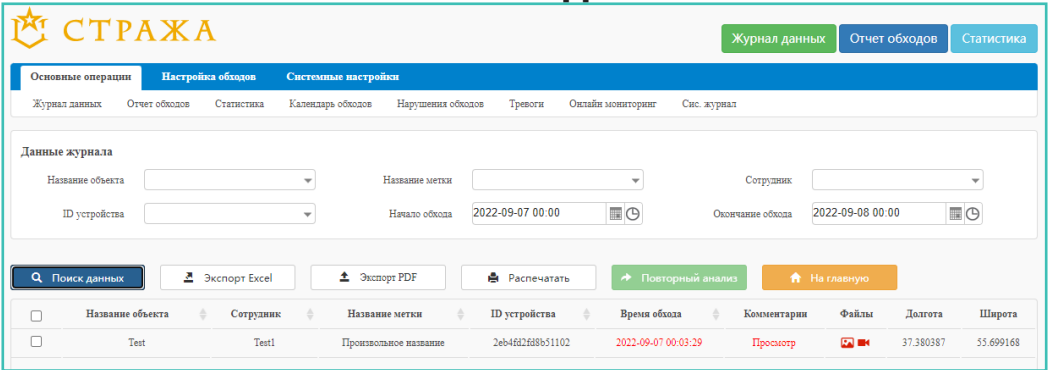 СТРАЖА
Журнал данных Отчет обходов Статистика
Основные операции Настройка обходов Системные настройки
Журнал данных Отчет обходов Статистика Календарь обходов Нарушения обходов Тревоги Онлайн мониторинг Сис. журнал
Данные журнала
Название объекта Название метки Сотрудник
ID устройства Начало обхода 2022-09-07 00:00 Окончание обхода 2022-09-08 00:00
Поиск данных Экспорт Excel Экспорт PDF Распечатать Повторный анализ На главную
Название объекта Сотрудник Название метки ID устройства Время обхода Комментарии Файлы Долгота Широта
Test Test1 Произвольное название 2eb4fd2fd8b51102 2022-09-07 00:03:29 Просмотр 37.380387 55.699168